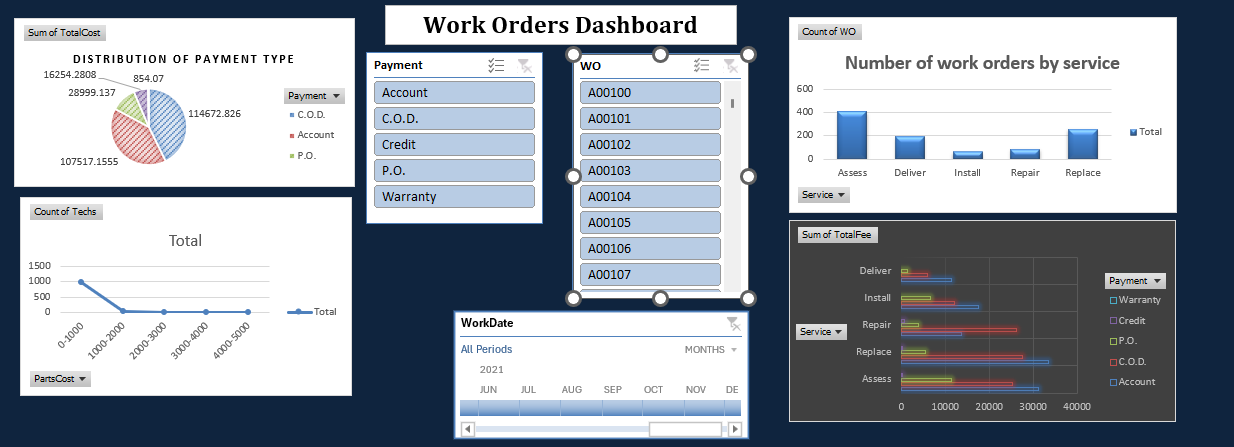 Work Orders Dashboard
Sum of TotalCost
DISTRIBUTION OF PAYMENT TYPE
16254.2808
854.07
28999.137
114672.826
107517.1555
Payment
C.O.D.
Account
P.O.
Count of Techs
Total
1500
1000
500
0
0-1000
1000-2000
2000-3000
3000-4000
4000-5000
Total
PartsCost
Payment
Account
C.O.D.
Credit
P.O.
Warranty
WO
A00100
A00101
A00102
A00103
A00104
A00105
A00106
A00107
WorkDate
All Periods
MONTHS
2021
JUN JUL AUG SEP OCT NOV DE
Count of WO
Number of work orders by service
600
400
200
0
Assess Deliver Install Repair Replace
Total
Service
Sum of TotalFee
Deliver
Install
Repair
Replace
Assess
Service
0 10000 20000 30000 40000
Payment
Warranty
Credit
P.O.
C.O.D.
Account